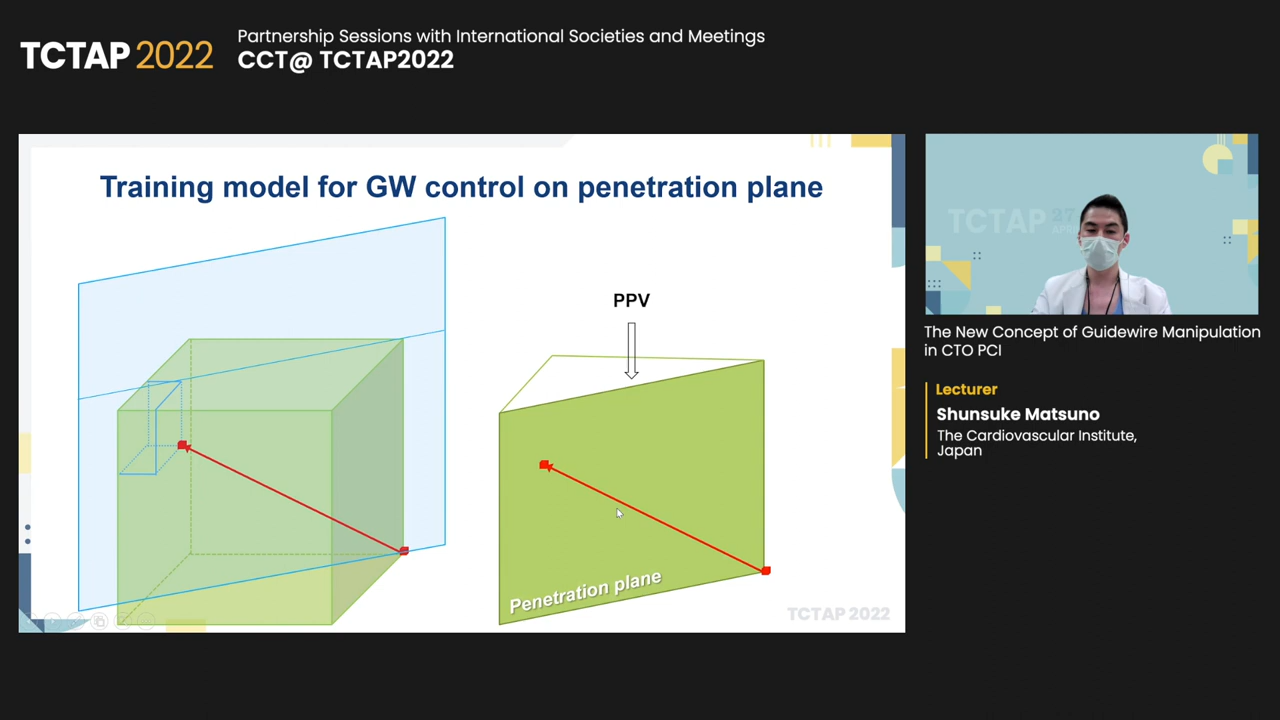 TCTAP 2022
Partnership Sessions with International Societies and Meetings
CCT@ TCTAP2022
Training model for GW control on penetration plane
PPV
Penetration plane
TCTAP 2022
TCTAP 27
The New Concept of Guidewire Manipulation
in CTO PCI
Lecturer
Shunsuke Matsuno
The Cardiovascular Institute,
Japan